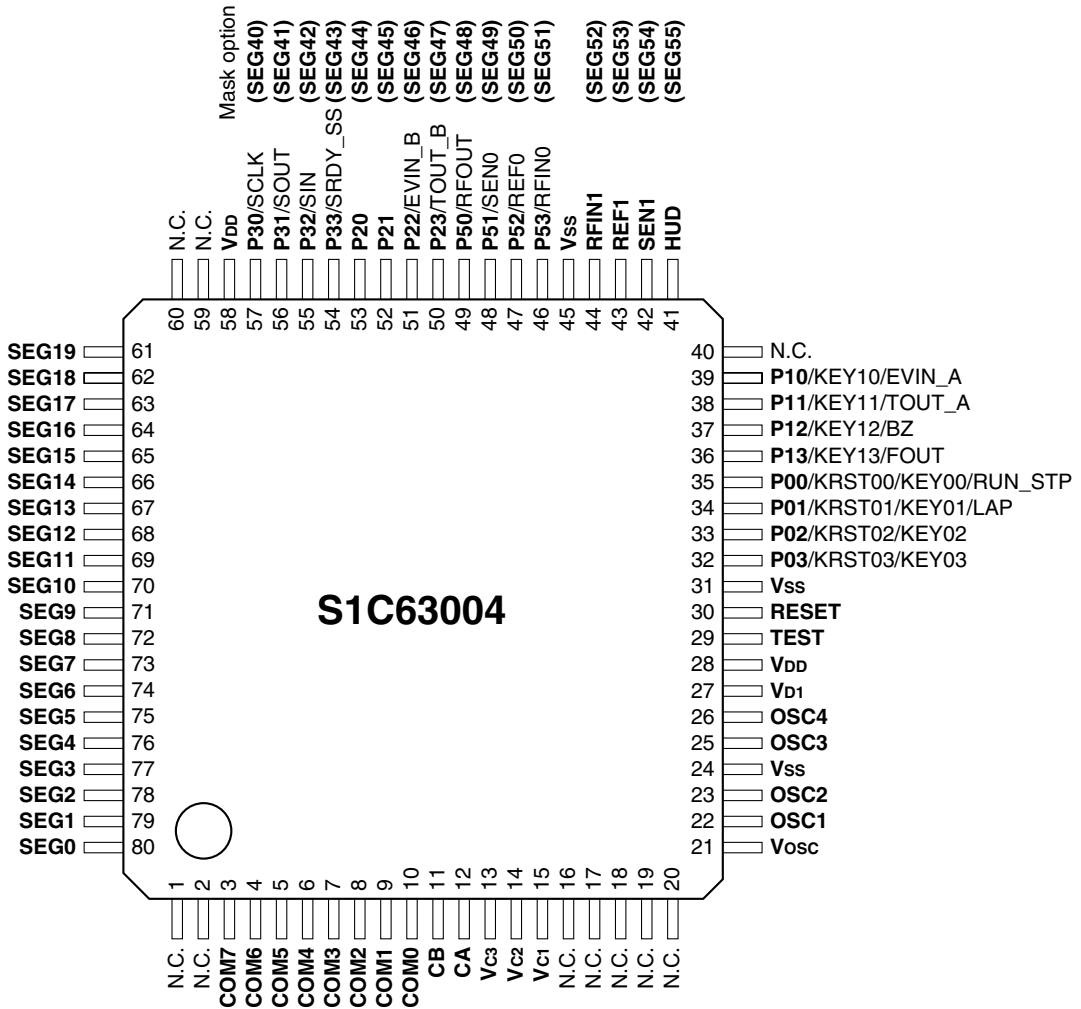 Mask option
(SEG40)
(SEG41)
(SEG42)
(SEG43)
(SEG44)
(SEG45)
(SEG46)
(SEG47)
(SEG48)
(SEG49)
(SEG50)
(SEG51)
(SEG52)
(SEG53)
(SEG54)
(SEG55)
N.C.
N.C.
VDD
P30/SCLK
P31/SOUT
P32/SIN
P33/SRDY_SS
P20
P21
P22/EVIN_B
P23/TOUT_B
P50/RFOUT
P51/SEN0
P52/REF0
P53/RFIN0
VSS
RFIN1
REF1
SEN1
HUD
60 59 58 57 56 55 54 53 52 51 50 49 48 47 46 45 44 43 42 41
SEG19 61
SEG18 62
SEG17 63
SEG16 64
SEG15 65
SEG14 66
SEG13 67
SEG12 68
SEG11 69
SEG10 70
SEG9 71
SEG8 72
SEG7 73
SEG6 74
SEG5 75
SEG4 76
SEG3 77
SEG2 78
SEG1 79
SEG0 80
S1C63004
40 N.C.
39 P10/KEY10/EVIN_A
38 P11/KEY11/TOUT_A
37 P12/KEY12/BZ
36 P13/KEY13/FOUT
35 P00/KRST00/KEY00/RUN_STP
34 P01/KRST01/KEY01/LAP
33 P02/KRST02/KEY02
32 P03/KRST03/KEY03
31 VSS
30 RESET
29 TEST
28 VDD
27 VD1
26 OSC4
25 OSC3
24 VSS
23 OSC2
22 OSC1
21 VOSC
1 2 3 4 5 6 7 8 9 10 11 12 13 14 15 16 17 18 19 20
N.C.
N.C.
COM7
COM6
COM5
COM4
COM3
COM2
COM1
COM0
CB
CA
VC3
VC2
VC1
N.C.
N.C.
N.C.
N.C.
N.C.